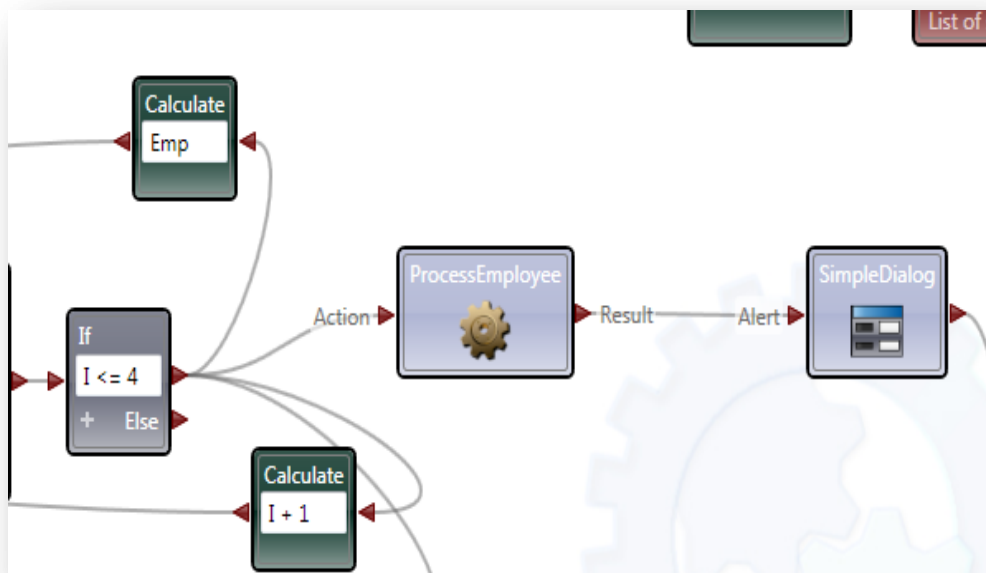 List of
Calculate
Emp
ProcessEmployee
SimpleDialog
Action
Result
Alert
If
I <= 4
+ Else
Calculate
I + 1